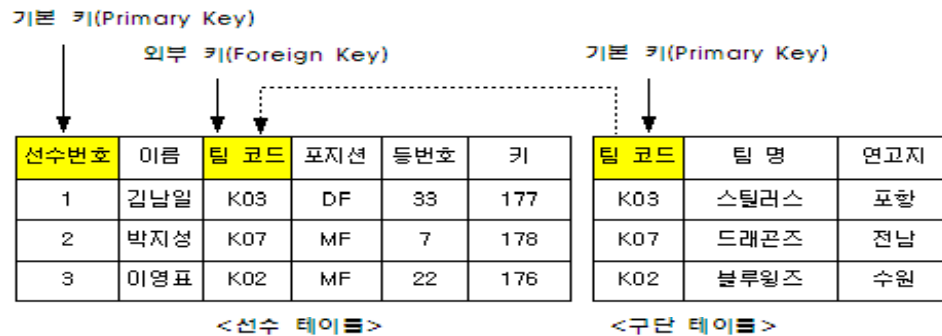 기본 키(Primary Key)
외부 키(Foreign Key) 기본 키(Primary Key)
선수번호 이름 팀 코드 포지션 등번호 키 팀 코드 팀 명 연고지
1 김남일 K03 DF 33 177 K03 스틸러스 포항
2 박지성 K07 MF 7 178 K07 드래곤즈 전남
3 이영표 K02 MF 22 176 K02 블루윙즈 수원
<선수 테이블> <구단 테이블>